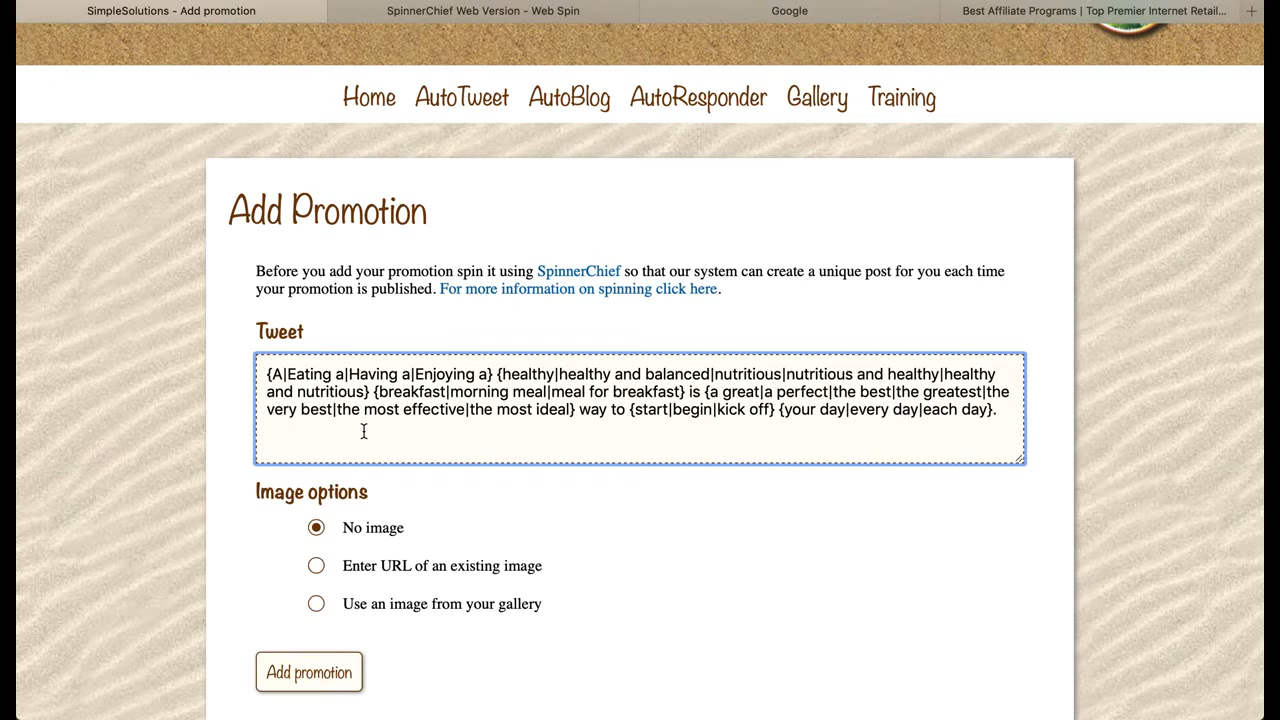 SimpleSolutions - Add promotion
SpinnerChief Web Version - Web Spin
Google
Best Affiliate Programs | Top Premier Internet Retail...
Home AutoTweet AutoBlog AutoResponder Gallery Training
Add Promotion
Before you add your promotion spin it using SpinnerChief so that our system can create a unique post for you each time
your promotion is published. For more information on spinning click here.
Tweet
{A|Eating a|Having a|Enjoying a} {healthy|healthy and balanced|nutritious|nutritious and healthy|healthy
and nutritious} {breakfast|morning meal|meal for breakfast} is {a great|a perfect|the best|the greatest|the
very best|the most effective|the most ideal} way to {start|begin|kick off} {your day|every day|each day}.
Image options
No image
Enter URL of an existing image
Use an image from your gallery
Add promotion